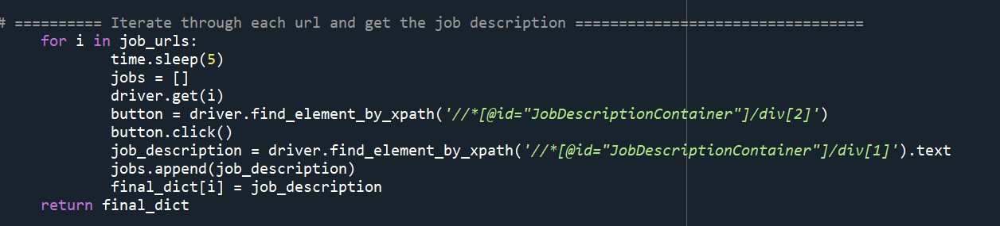 # ========== Iterate through each url and get the job description =================================
for i in job_urls:
time.sleep(5)
jobs = []
driver.get(i)
button = driver.find_element_by_xpath('//*[@id="JobDescriptionContainer"]/div[2]')
button.click()
job_description = driver.find_element_by_xpath('//*[@id="JobDescriptionContainer"]/div[1]').text
jobs.append(job_description)
final_dict[i] = job_description
return final_dict